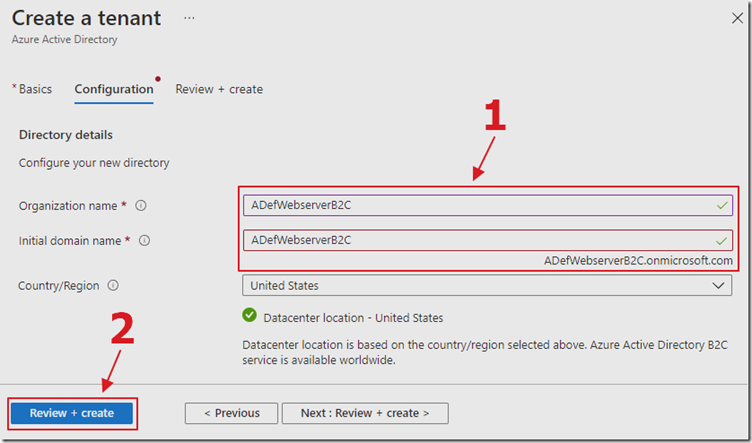 Create a tenant ...
Azure Active Directory
* Basics Configuration Review + create
1
Directory details
Configure your new directory
Organization name * ADefWebserverB2C
Initial domain name * ADefWebserverB2C
ADefWebserverB2C.onmicrosoft.com
Country/Region United States
Datacenter location - United States
2
Datacenter location is based on the country/region selected above. Azure Active Directory B2C
service is available worldwide.
Review + create < Previous Next : Review + create >